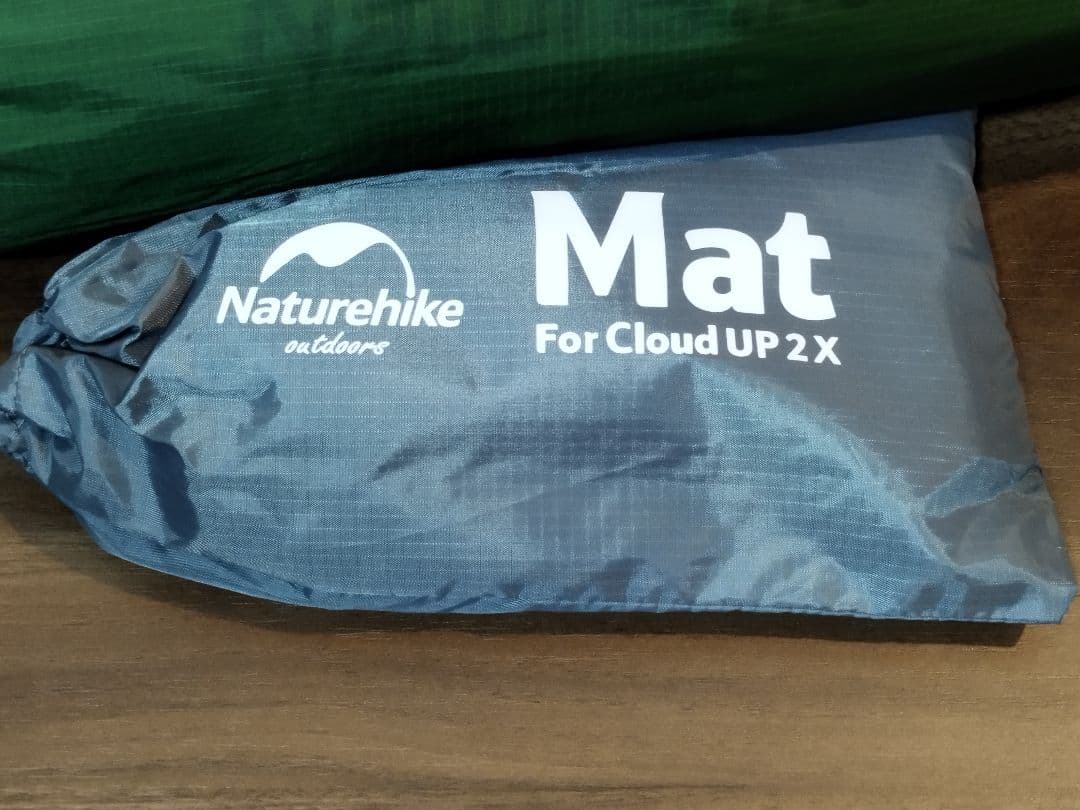 Naturehike
outdoors
Mat
For Cloud UP 2 X